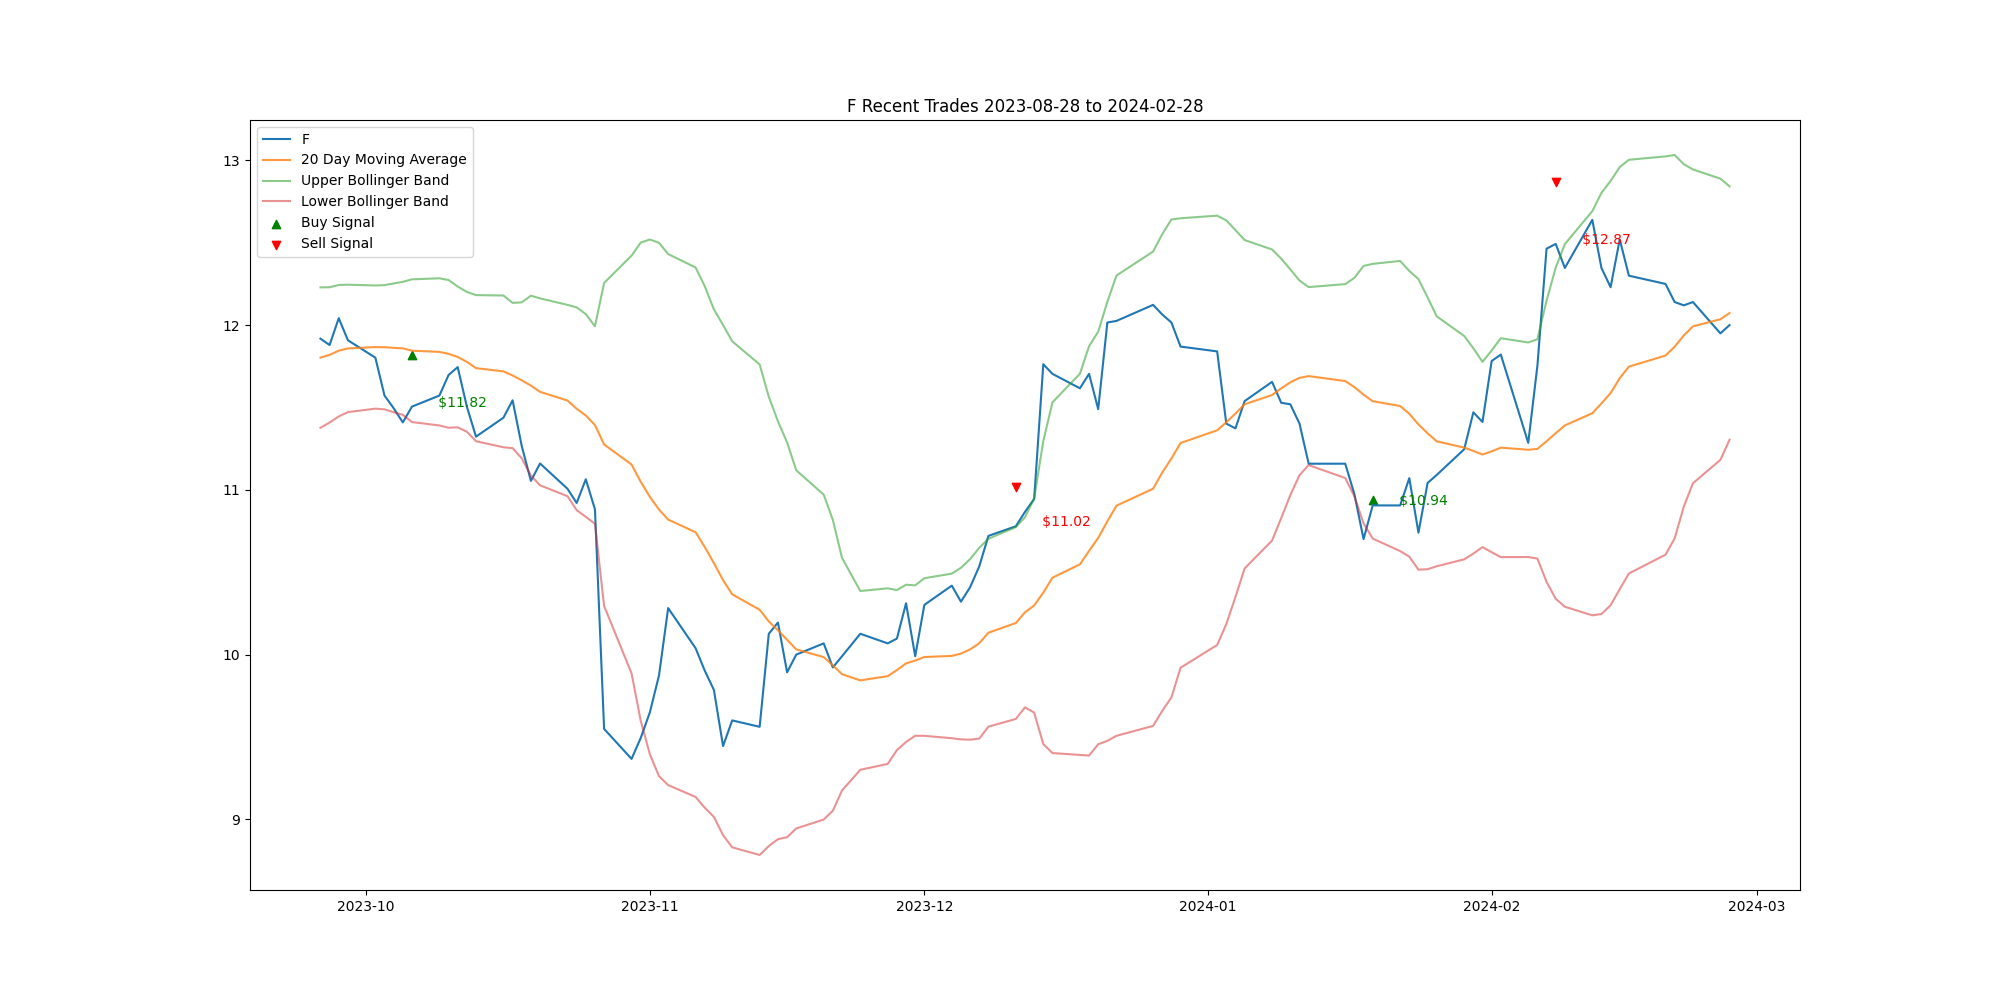 F Recent Trades 2023-08-28 to 2024-02-28
F
20 Day Moving Average
Upper Bollinger Band
Lower Bollinger Band
Buy Signal
Sell Signal
13
12
11
10
9
$11.82
$11.02
$10.94
$12.87
2023-10
2023-11
2023-12
2024-01
2024-02
2024-03